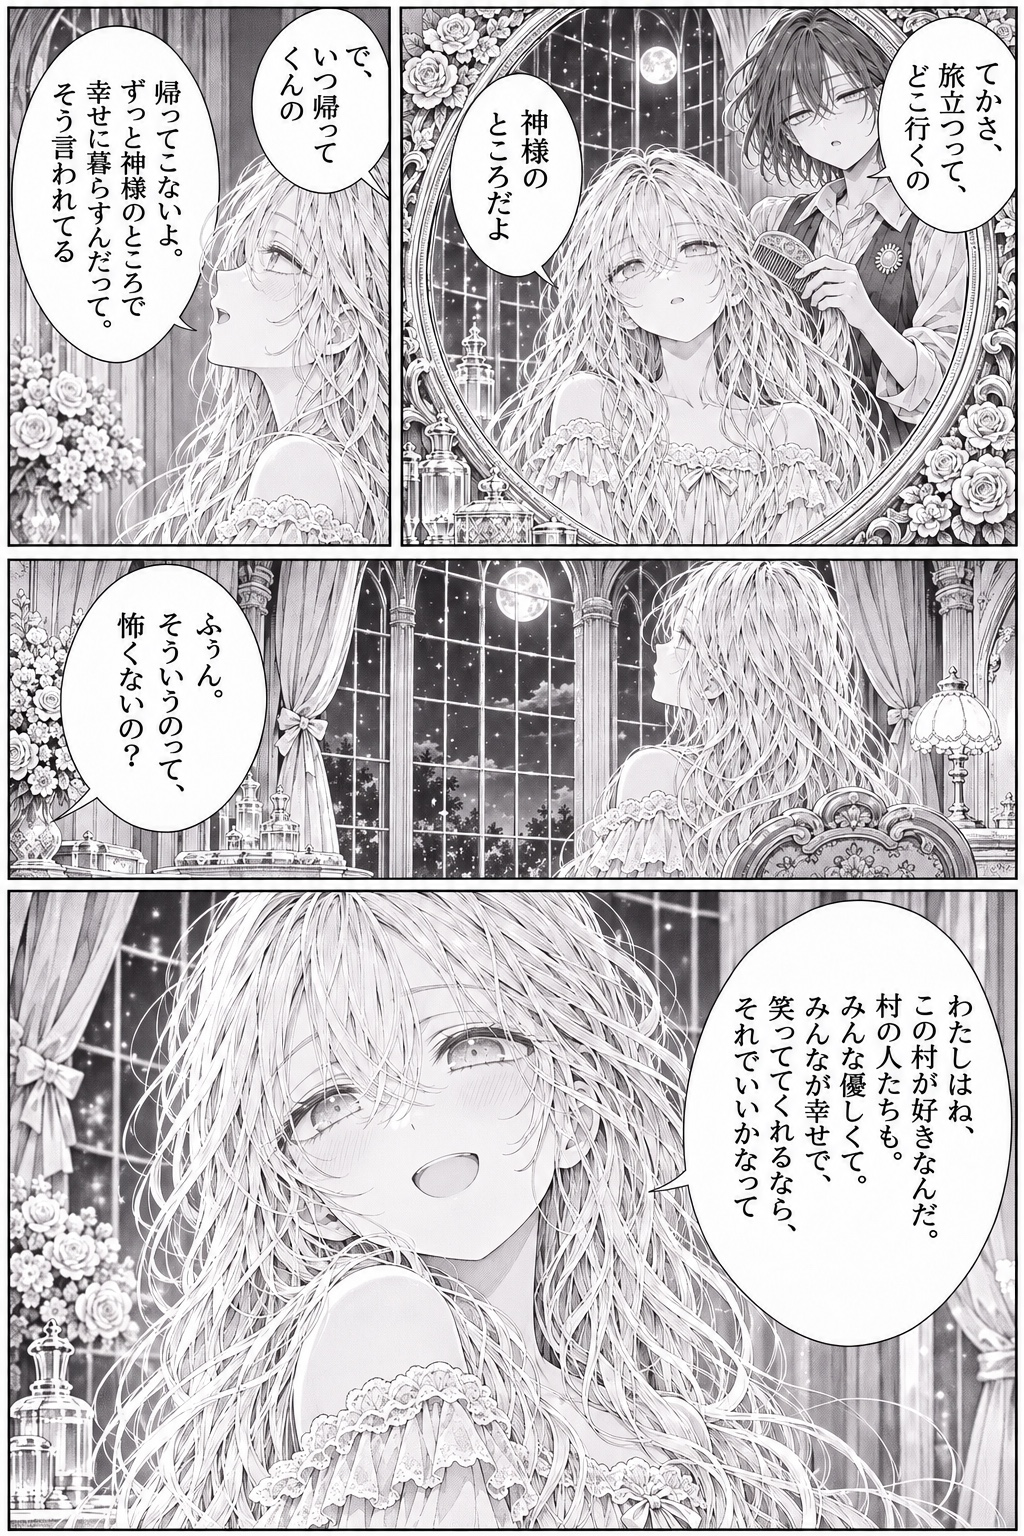 てかさ、
旅立つって、
どこ行くの
神様の
ところだよ
で、
いつ帰って
くんの
帰ってこないよ。
ずっと神様のところで
幸せに暮らすんだって。
そう言われてる
ふぅん。
そういうのって、
怖くないの？
わたしはね、
この村が好きなんだ。
村の人たちも。
みんな優しくて。
みんなが幸せで、
笑っててくれるなら、
それでいいかなって